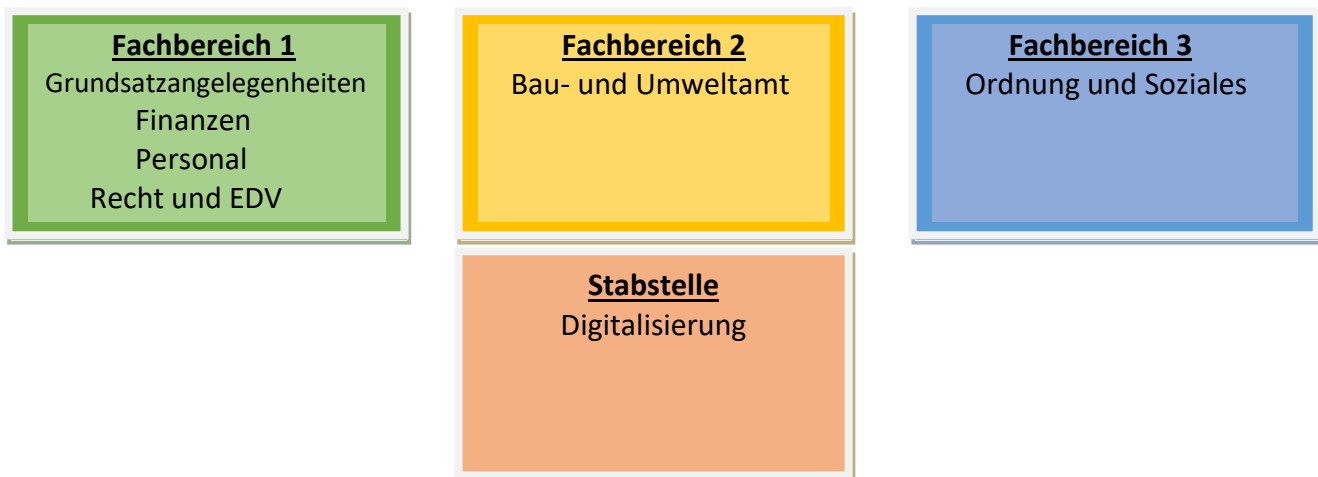 Fachbereich 1
Grundsatzangelegenheiten
Finanzen
Personal
Recht und EDV
Fachbereich 2
Bau- und Umweltamt
Fachbereich 3
Ordnung und Soziales
Stabstelle
Digitalisierung